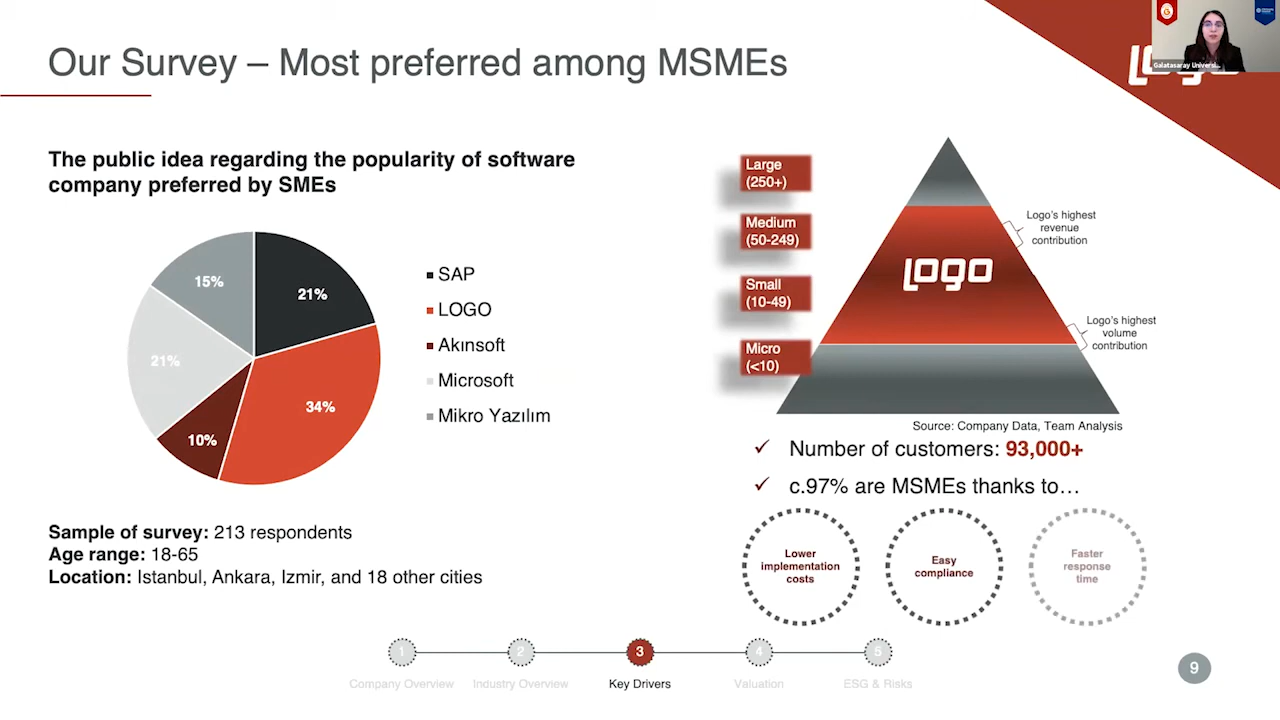 Our Survey – Most preferred among MSMEs
Galatasaray Universi...
The public idea regarding the popularity of software
company preferred by SMEs
15%
21%
21%
34%
10%
SAP
LOGO
Akınsoft
Microsoft
Mikro Yazılım
Sample of survey: 213 respondents
Age range: 18-65
Location: Istanbul, Ankara, Izmir, and 18 other cities
Large
(250+)
Medium
(50-249)
Small
(10-49)
Micro
(<10)
LOGO
Logo's highest
revenue
contribution
Logo's highest
volume
contribution
Source: Company Data, Team Analysis
✓ Number of customers: 93,000+
✓ c.97% are MSMEs thanks to…
Lower
implementation
costs
Easy
compliance
Faster
response
time
1
2
3
4
5
Company Overview
Industry Overview
Key Drivers
Valuation
ESG & Risks
9